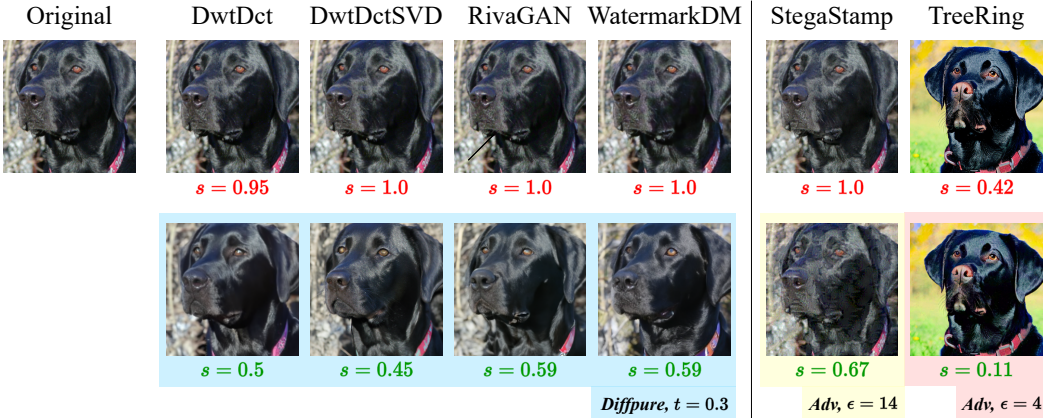 Original DwtDct DwtDctSVD RivaGAN WatermarkDM StegaStamp TreeRing
s = 0.95 s = 1.0 s = 1.0 s = 1.0 s = 1.0 s = 0.42
s = 0.5 s = 0.45 s = 0.59 s = 0.59 s = 0.67 s = 0.11
Diffpure, t = 0.3 Adv, ϵ = 14 Adv, ϵ = 4